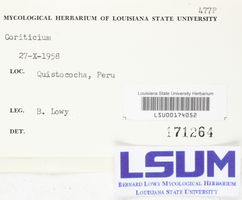 477P
MYCOLOGICAL HERBARIUM OF LOUISIANA STATE UNIVERSITY
Coriticium
27-X-1958
LOC. Quistococha, Peru
LEG. B. Lowy
DET.
Louisiana State University Herbarium
LSU00174052
171264
LSUM
BERNARD LOWY MYCOLOGICAL HERBARIUM
LOUISIANA STATE UNIVERSITY